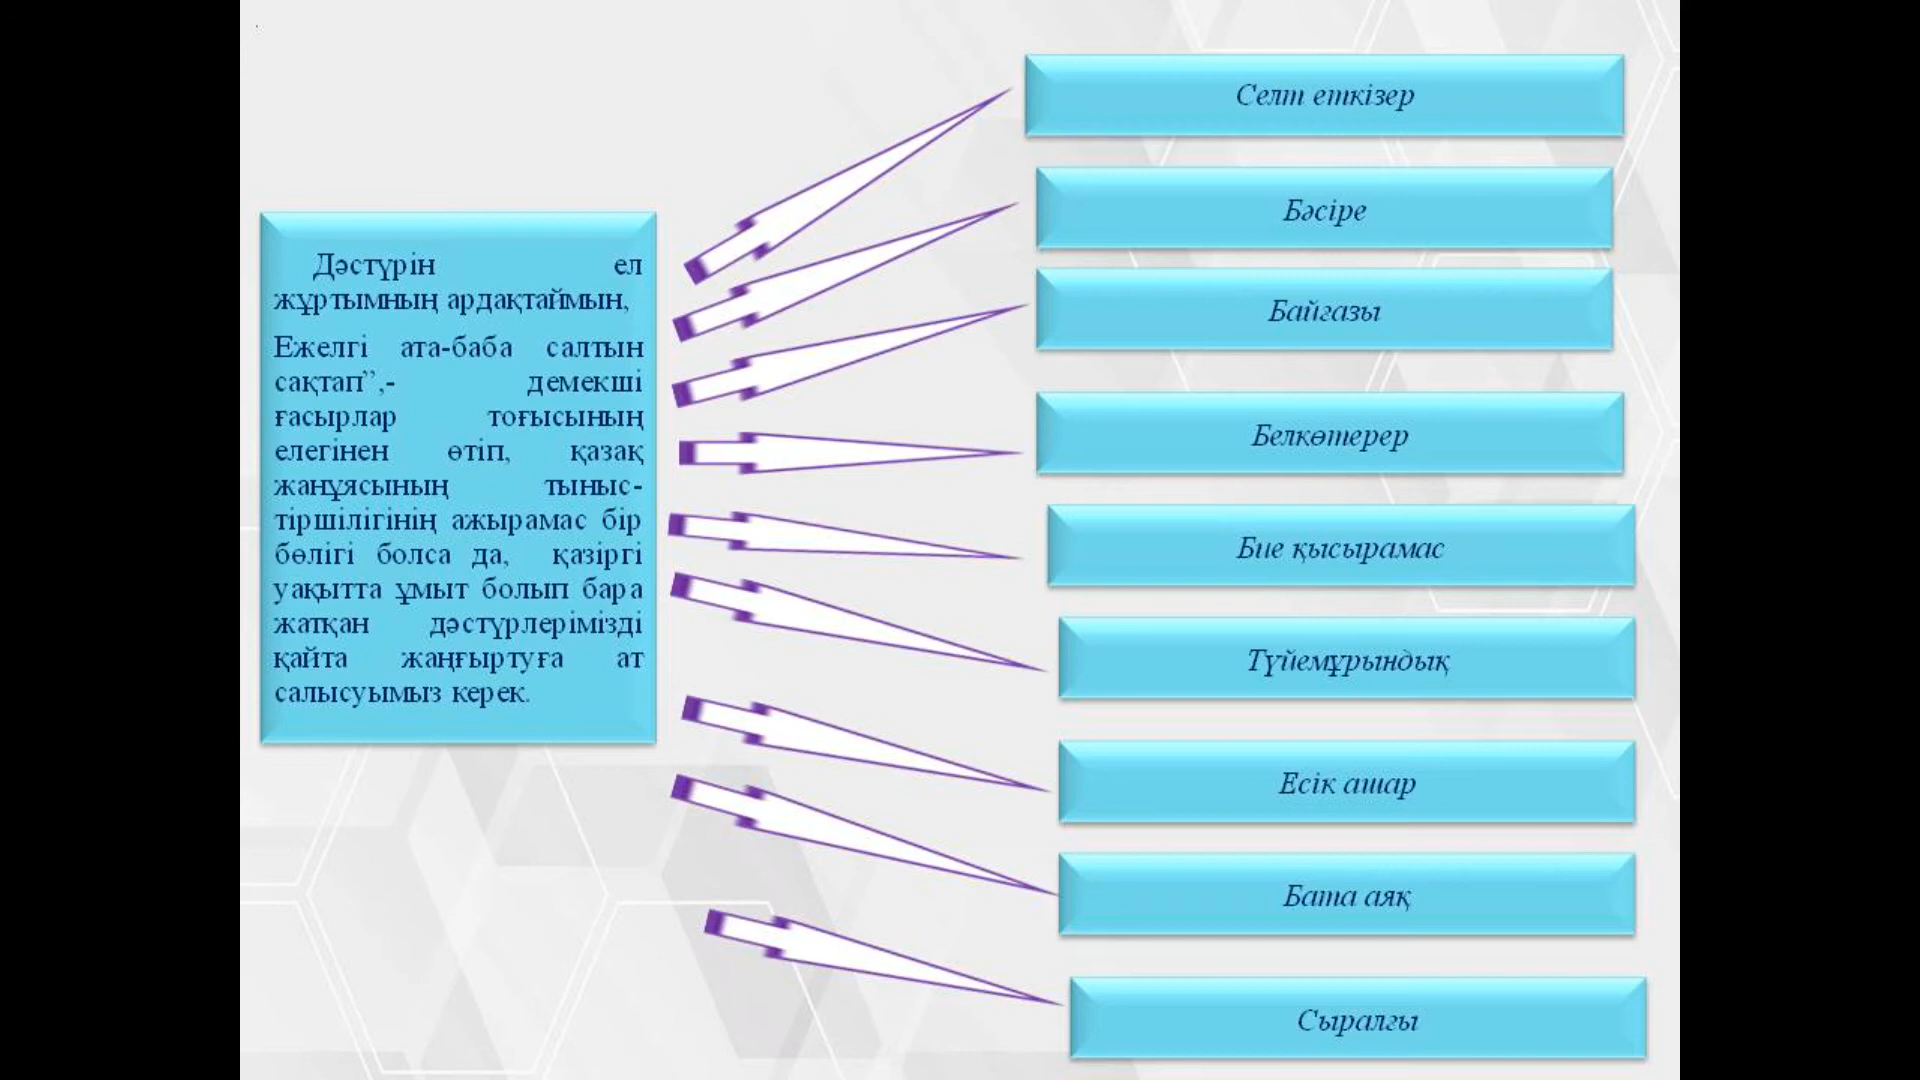 Дәстүрін ел
жұртымның ардақтаймын,
Ежелгі ата-баба салтын
сақтап”,- демекші
ғасырлар тоғысының
елегінен өтіп, қазақ
жанұясының тыныс-
тіршілігінің ажырамас бір
бөлігі болса да, қазіргі
уақытта ұмыт болып бара
жатқан дәстүрлерімізді
қайта жаңғыртуға ат
салысуымыз керек.
Селт еткізер
Бәсіре
Байғазы
Белкөтерер
Бие қысырамас
Түйемұрындық
Есік ашар
Бата аяқ
Сыралғы